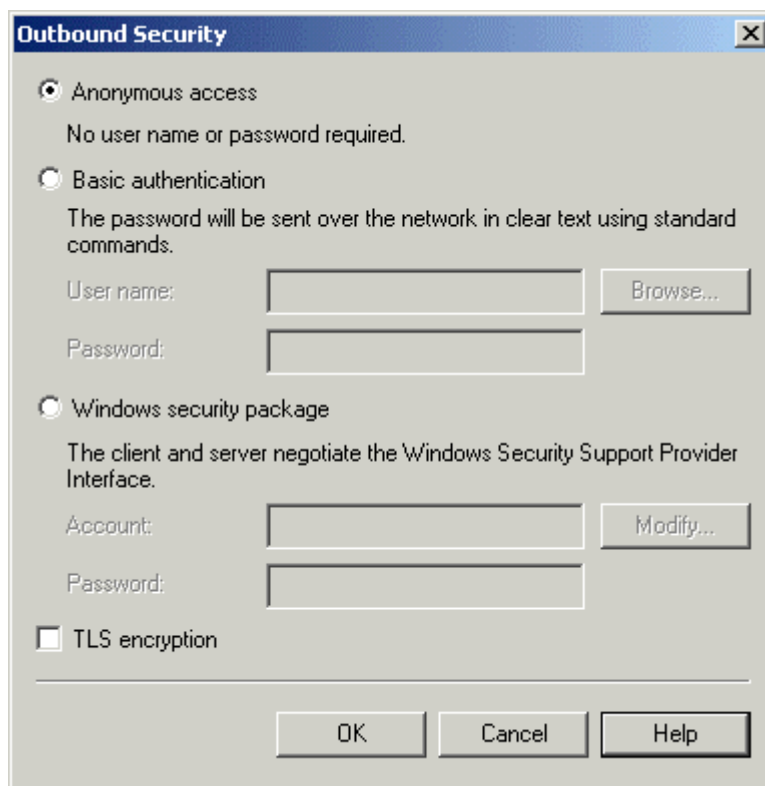 Outbound Security
Anonymous access
No user name or password required.
Basic authentication
The password will be sent over the network in clear text using standard
commands.
User name:
Browse...
Password:
Windows security package
The client and server negotiate the Windows Security Support Provider
Interface.
Account:
Modify...
Password:
TLS encryption
OK
Cancel
Help